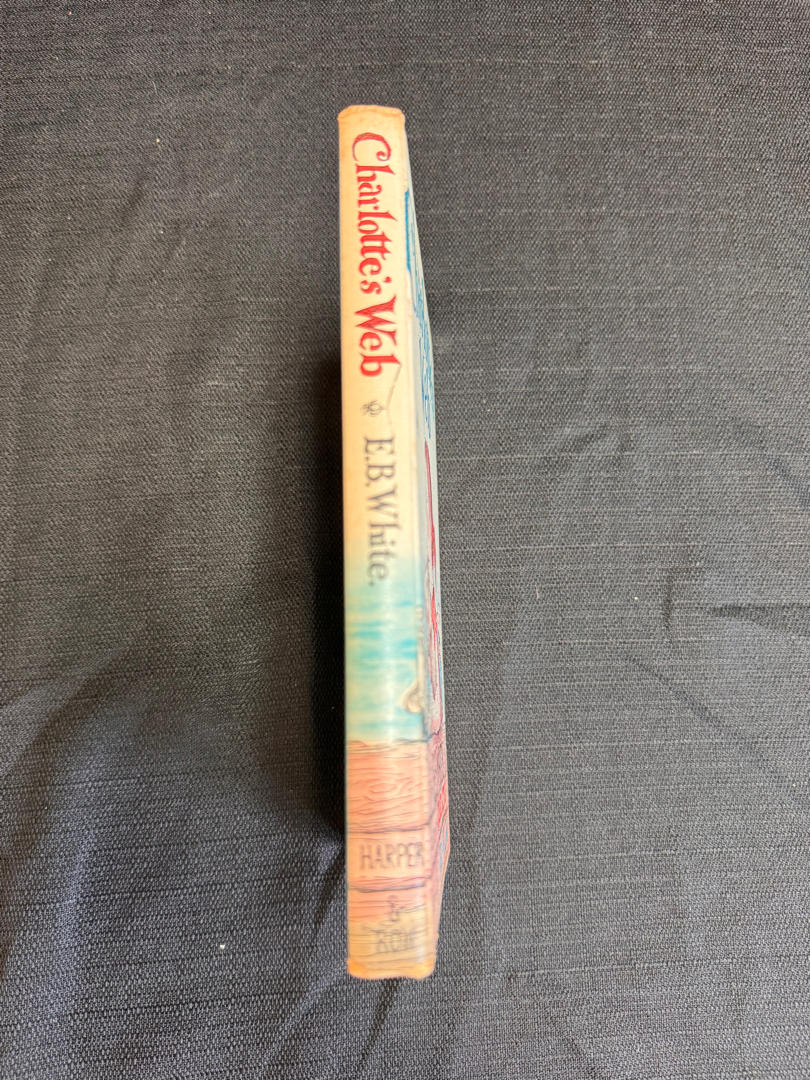 Charlotte's Web
E.B. White.
HARPER
& ROW